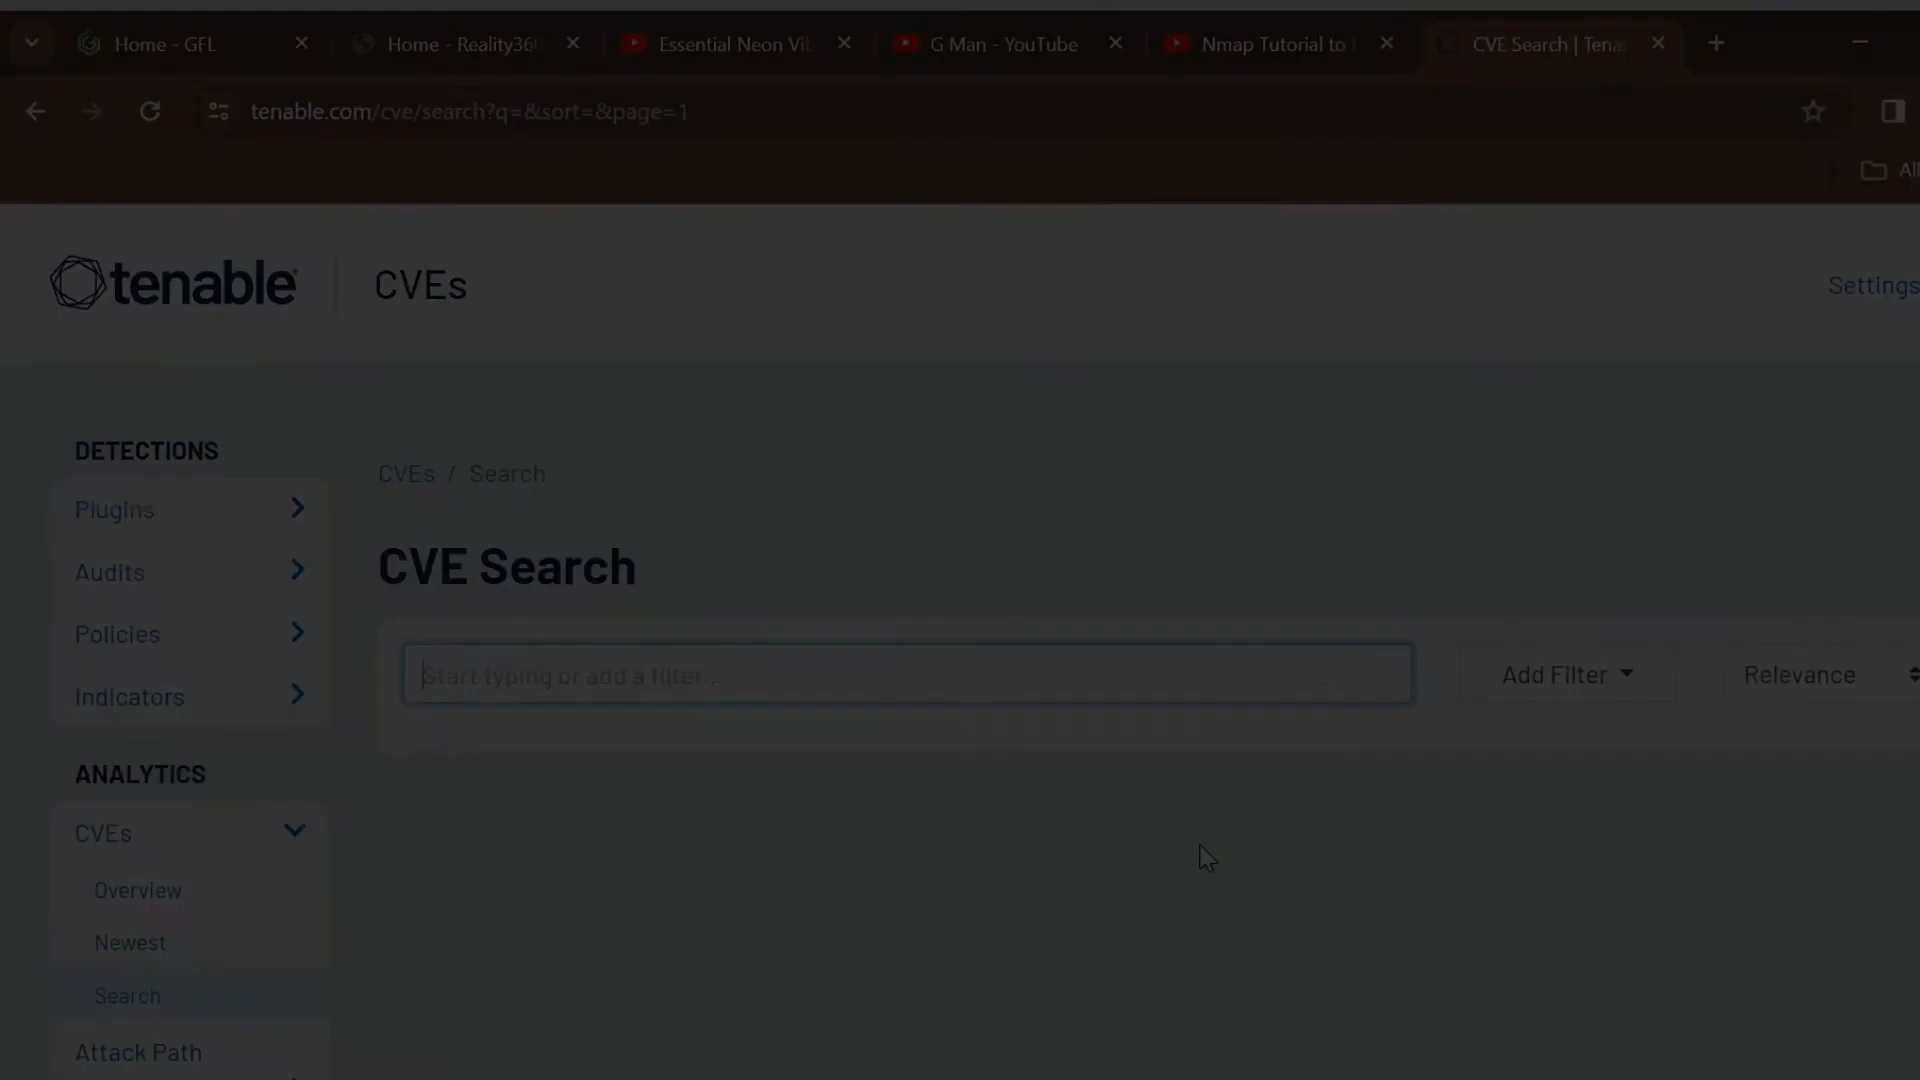 Home - GFL
Home - Reality360
Essential Neon Vi
G Man - YouTube
Nmap Tutorial to
CVE Search | Tena
tenable.com/cve/search?q=&sort=&page=1
All
tenable
CVEs
Settings
DETECTIONS
Plugins
Audits
Policies
Indicators
ANALYTICS
CVEs
Overview
Newest
Search
Attack Path
CVEs / Search
CVE Search
Start typing or add a filter...
Add Filter
Relevance